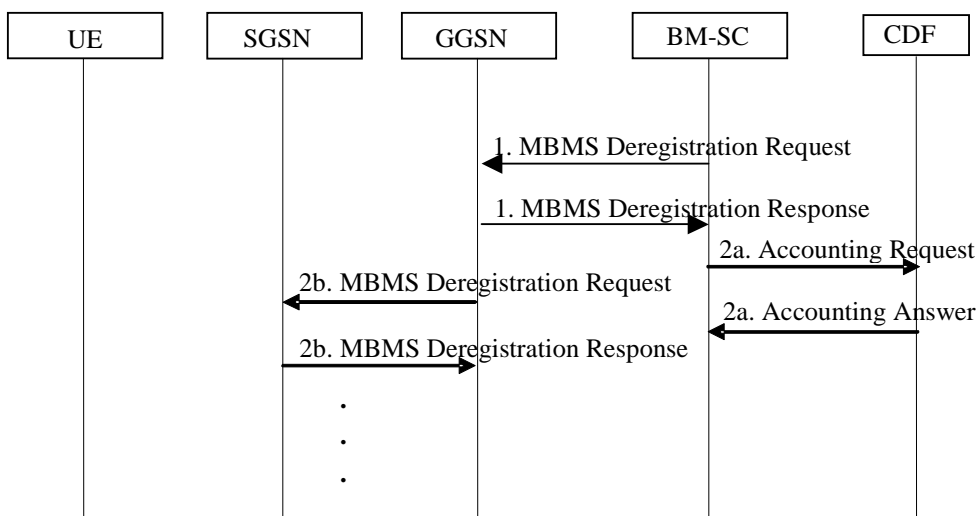 UE
SGSN
GGSN
BM-SC
CDF
1. MBMS Deregistration Request
1. MBMS Deregistration Response
2a. Accounting Request
2b. MBMS Deregistration Request
2a. Accounting Answer
2b. MBMS Deregistration Response
.
.
.